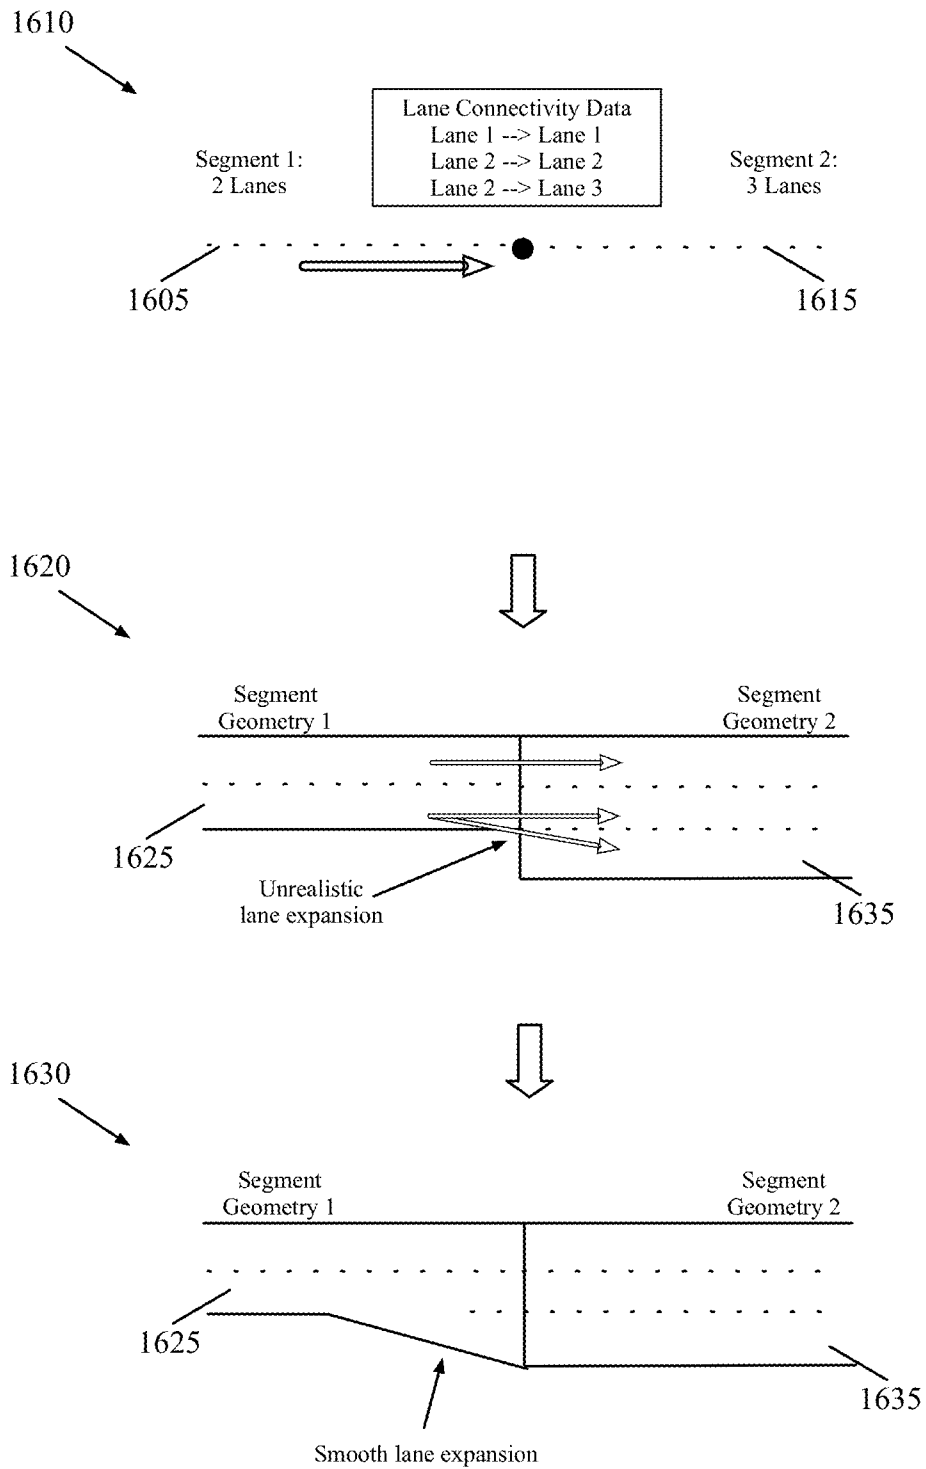 1610
Lane Connectivity Data
Lane 1 --> Lane 1
Lane 2 --> Lane 2
Lane 2 --> Lane 3
Segment 1:
2 Lanes
Segment 2:
3 Lanes
1605
1615
1620
Segment
Geometry 1
Segment
Geometry 2
1625
Unrealistic
lane expansion
1635
1630
Segment
Geometry 1
Segment
Geometry 2
1625
1635
Smooth lane expansion